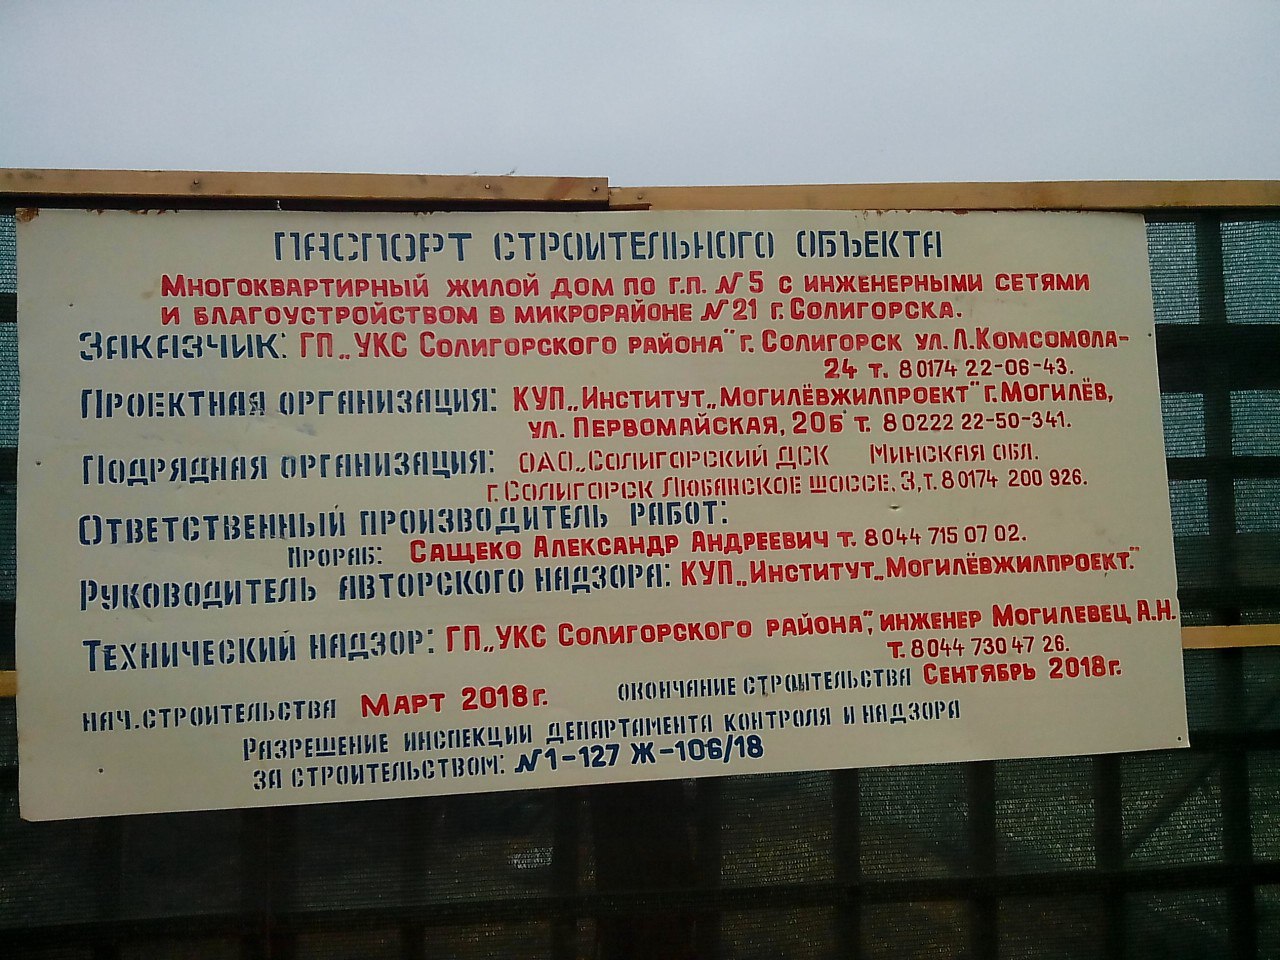 ПАСПОРТ СТРОИТЕЛЬНОГО ОБЪЕКТА
МНОГОКВАРТИРНЫЙ ЖИЛОЙ ДОМ ПО Г.П. №5 С ИНЖЕНЕРНЫМИ СЕТЯМИ
И БЛАГОУСТРОЙСТВОМ В МИКРОРАЙОНЕ №21 Г. СОЛИГОРСКА.
ЗАКАЗЧИК: ГП „УКС СОЛИГОРСКОГО РАЙОНА" Г. СОЛИГОРСК УЛ. Л. КОМСОМОЛА-
24 Т. 8 0174 22-06-43.
ПРОЕКТНАЯ ОРГАНИЗАЦИЯ: КУП „ИНСТИТУТ „МОГИЛЁВЖИЛПРОЕКТ" Г. МОГИЛЁВ,
УЛ. ПЕРВОМАЙСКАЯ, 20Б Т. 8 0222 22-50-341.
ПОДРЯДНАЯ ОРГАНИЗАЦИЯ: ОАО „СОЛИГОРСКИЙ ДСК МИНСКАЯ ОБЛ.
Г. СОЛИГОРСК ЛЮБАНСКОЕ ШОССЕ. 3, Т. 8 0174 200 926.
ОТВЕТСТВЕННЫЙ ПРОИЗВОДИТЕЛЬ РАБОТ:
ПРОРАБ: САЩЕКО АЛЕКСАНДР АНДРЕЕВИЧ Т. 8 044 715 07 02.
РУКОВОДИТЕЛЬ АВТОРСКОГО НАДЗОРА: КУП „ИНСТИТУТ „МОГИЛЁВЖИЛПРОЕКТ."
ТЕХНИЧЕСКИЙ НАДЗОР: ГП „УКС СОЛИГОРСКОГО РАЙОНА", ИНЖЕНЕР МОГИЛЕВЕЦ А.Н.
Т. 8 044 730 47 26.
НАЧ. СТРОИТЕЛЬСТВА МАРТ 2018 г. ОКОНЧАНИЕ СТРОИТЕЛЬСТВА СЕНТЯБРЬ 2018 г.
РАЗРЕШЕНИЕ ИНСПЕКЦИИ ДЕПАРТАМЕНТА КОНТРОЛЯ И НАДЗОРА
ЗА СТРОИТЕЛЬСТВОМ: №1-127 Ж-106/18